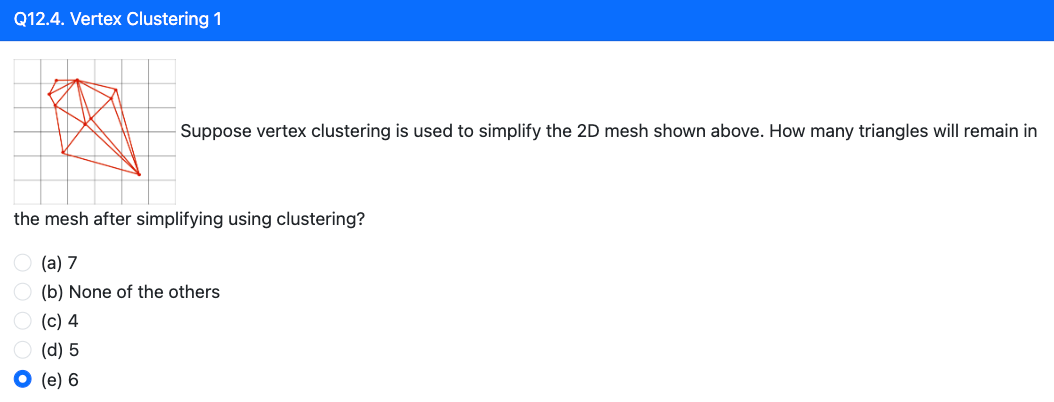 Q12.4. Vertex Clustering 1
Suppose vertex clustering is used to simplify the 2D mesh shown above. How many triangles will remain in
the mesh after simplifying using clustering?
(a) 7
(b) None of the others
(c) 4
(d) 5
(e) 6